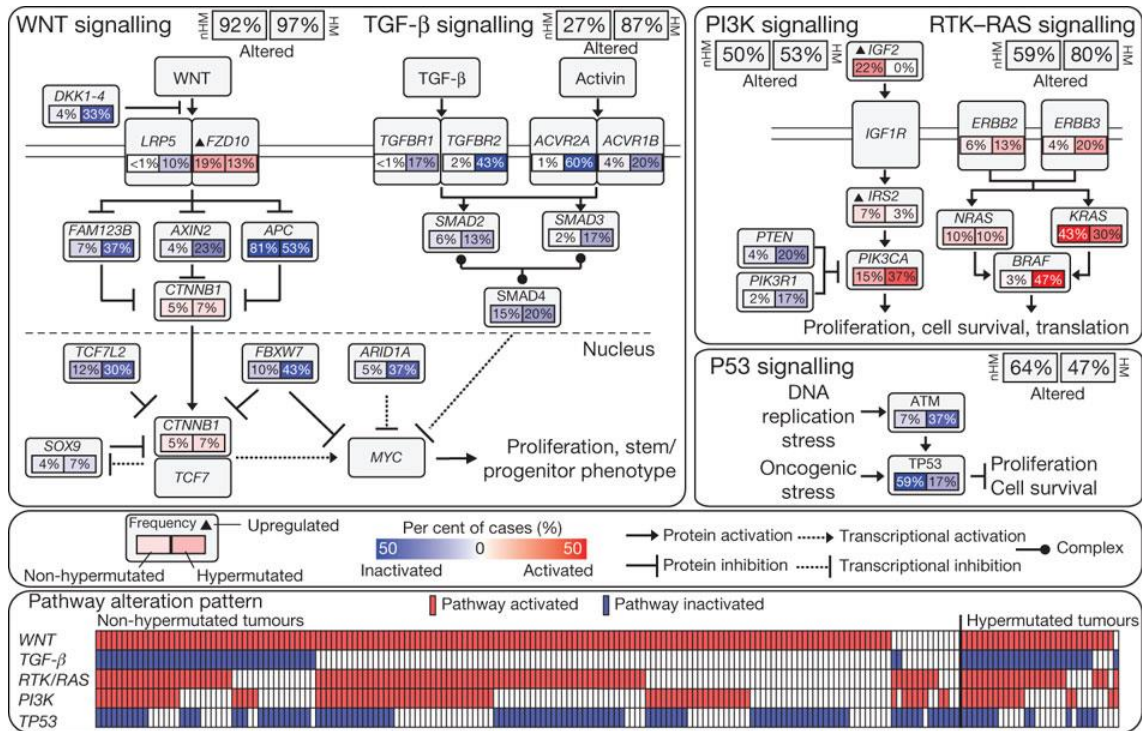 WNT signalling
nHM
92% 97%
HM
Altered
TGF-β signalling
nHM
27% 87%
HM
Altered
WNT
TGF-β
Activin
DKK1-4
4% 33%
LRP5
<1% 10%
▲FZD10
19% 13%
TGFBR1
<1% 17%
TGFBR2
2% 43%
ACVR2A
1% 60%
ACVR1B
4% 20%
FAM123B
7% 37%
AXIN2
4% 23%
APC
81% 53%
SMAD2
6% 13%
SMAD3
2% 17%
CTNNB1
5% 7%
SMAD4
15% 20%
Nucleus
TCF7L2
12% 30%
FBXW7
10% 43%
ARID1A
5% 37%
SOX9
4% 7%
CTNNB1
5% 7%
TCF7
MYC
Proliferation, stem/
progenitor phenotype
PI3K signalling
nHM
50% 53%
Altered
RTK–RAS signalling
59% 80%
HM
Altered
▲IGF2
22% 0%
IGF1R
ERBB2
6% 13%
ERBB3
4% 20%
▲IRS2
7% 3%
NRAS
10% 10%
KRAS
43% 30%
PTEN
4% 20%
PIK3R1
2% 17%
PIK3CA
15% 37%
BRAF
3% 47%
Proliferation, cell survival, translation
P53 signalling
nHM
64% 47%
HM
Altered
DNA
replication
stress
ATM
7% 37%
Oncogenic
stress
TP53
59% 17%
Proliferation
Cell survival
Frequency ▲
Upregulated
Non-hypermutated
Hypermutated
Per cent of cases (%)
50 0 50
Inactivated Activated
Protein activation
Transcriptional activation
Complex
Protein inhibition
Transcriptional inhibition
Pathway alteration pattern
Pathway activated
Pathway inactivated
Non-hypermutated tumours
Hypermutated tumours
WNT
TGF-β
RTK/RAS
PI3K
TP53